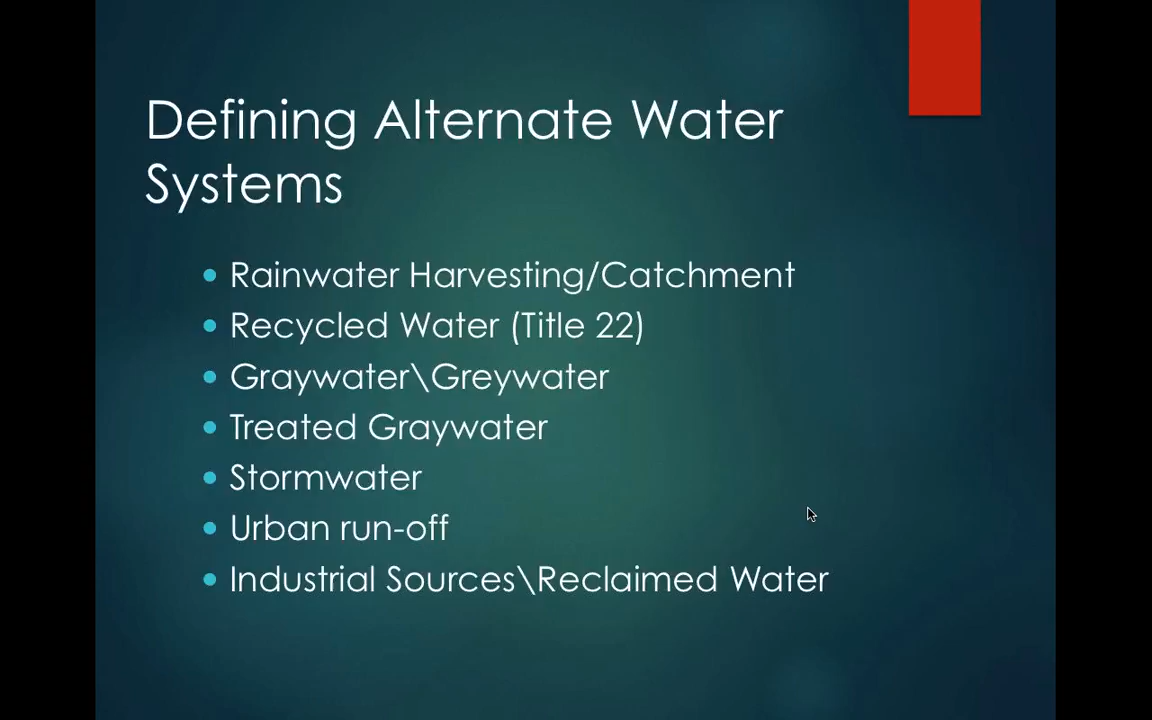 Defining Alternate Water
Systems
Rainwater Harvesting/Catchment
Recycled Water (Title 22)
Graywater\Greywater
Treated Graywater
Stormwater
Urban run-off
Industrial Sources\Reclaimed Water